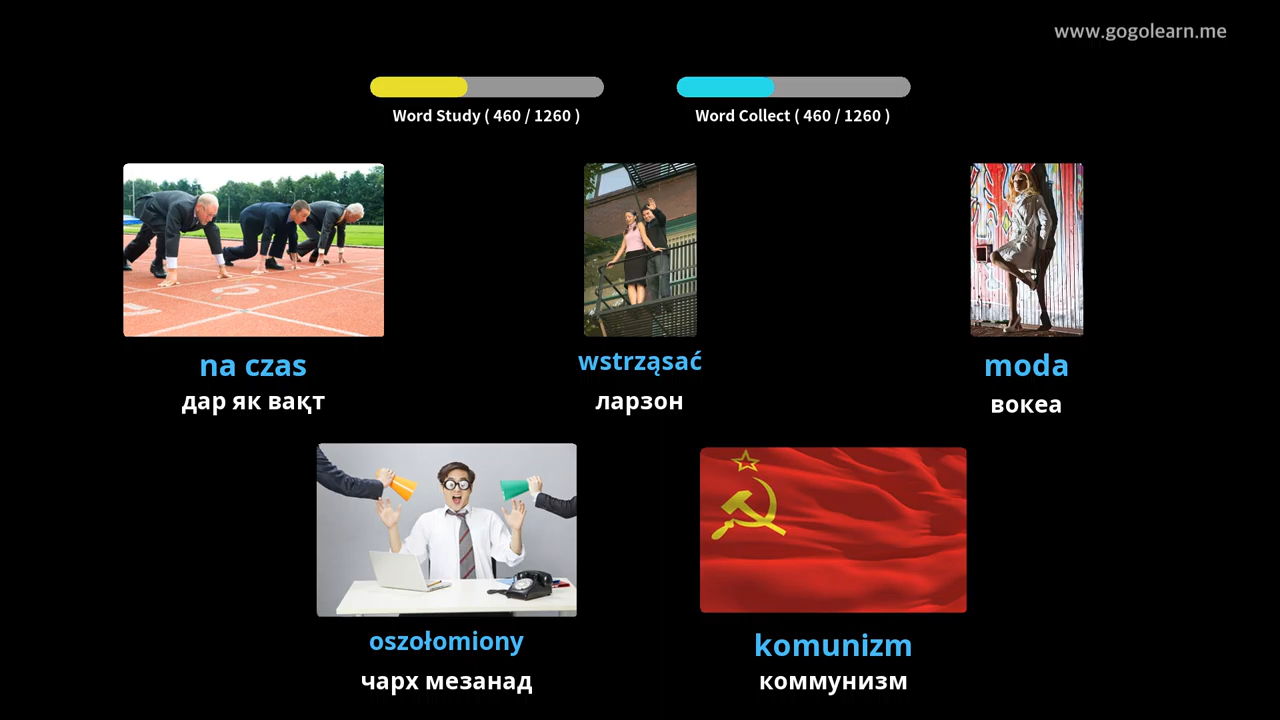 www.gogolearn.me
Word Study ( 460 / 1260 )
Word Collect ( 460 / 1260 )
na czas
дар як вақт
wstrząsać
ларзон
moda
вокеа
oszołomiony
чарх мезанад
komunizm
коммунизм